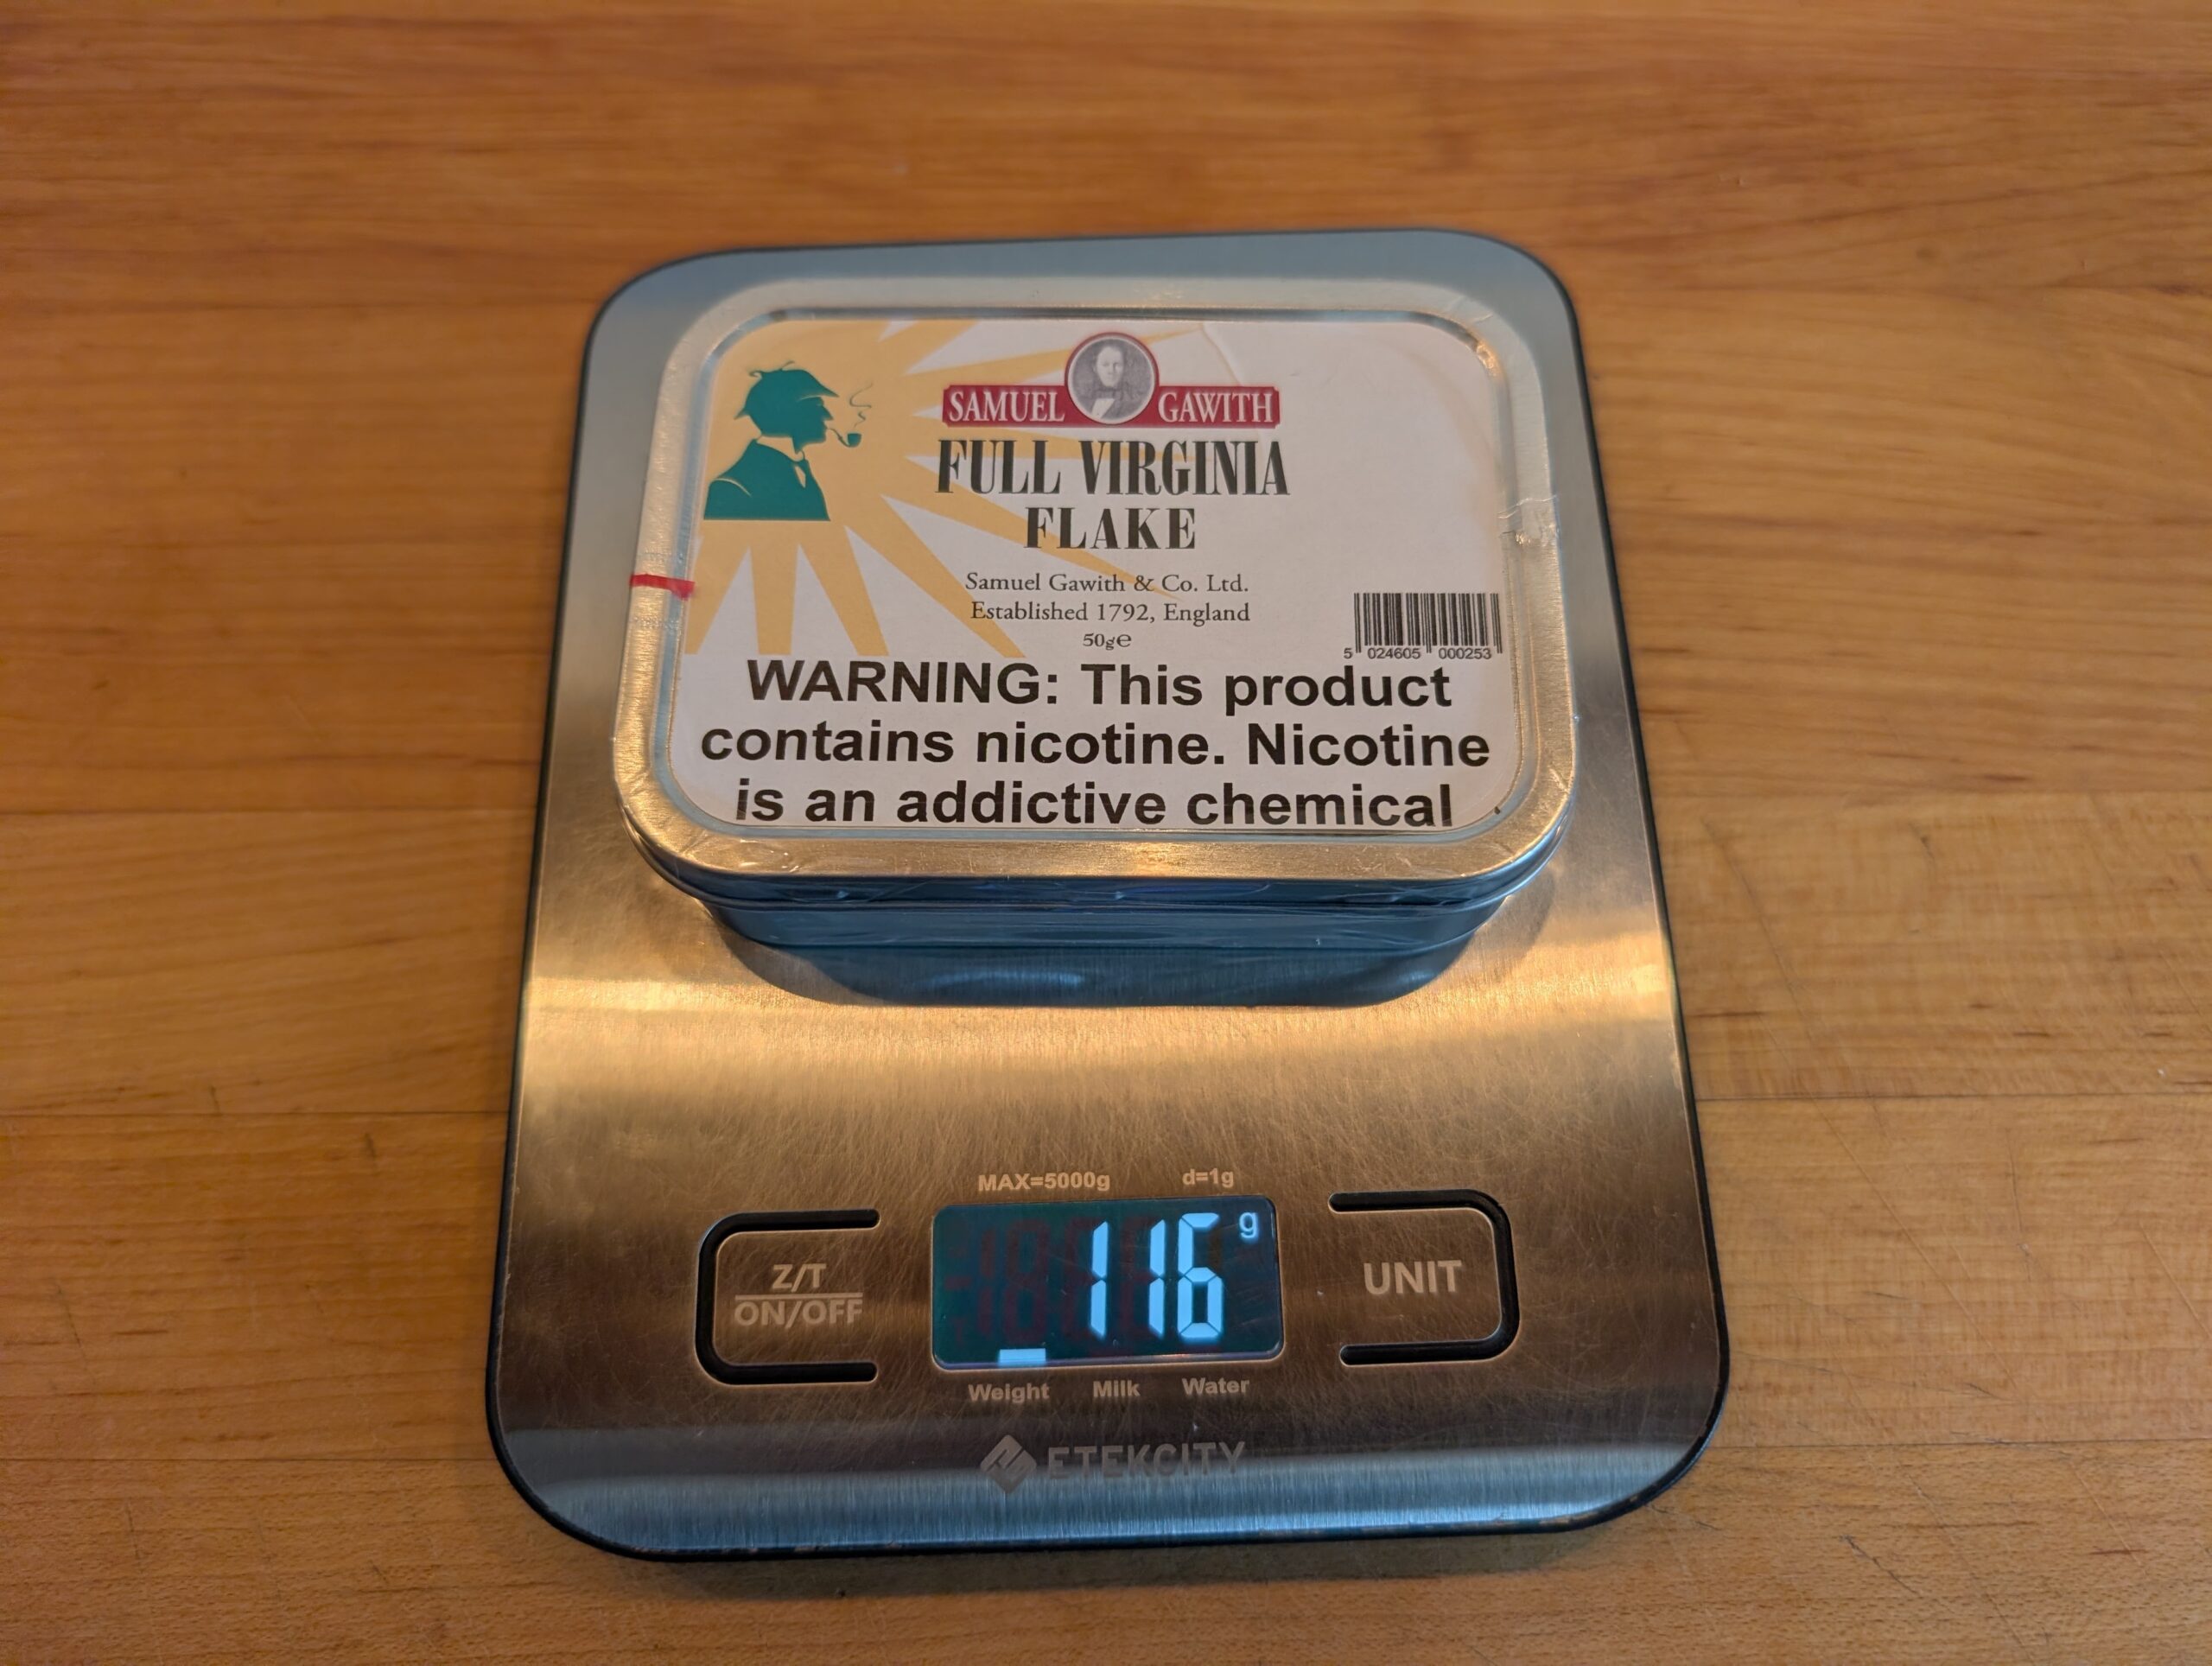 SAMUEL GAWITH
FULL VIRGINIA
FLAKE
Samuel Gawith & Co. Ltd.
Established 1792, England
50g℮
5 024605 000253
WARNING: This product
contains nicotine. Nicotine
is an addictive chemical
MAX=5000g d=1g
Z/T
ON/OFF
116 g
UNIT
Weight Milk Water
ETEKCITY